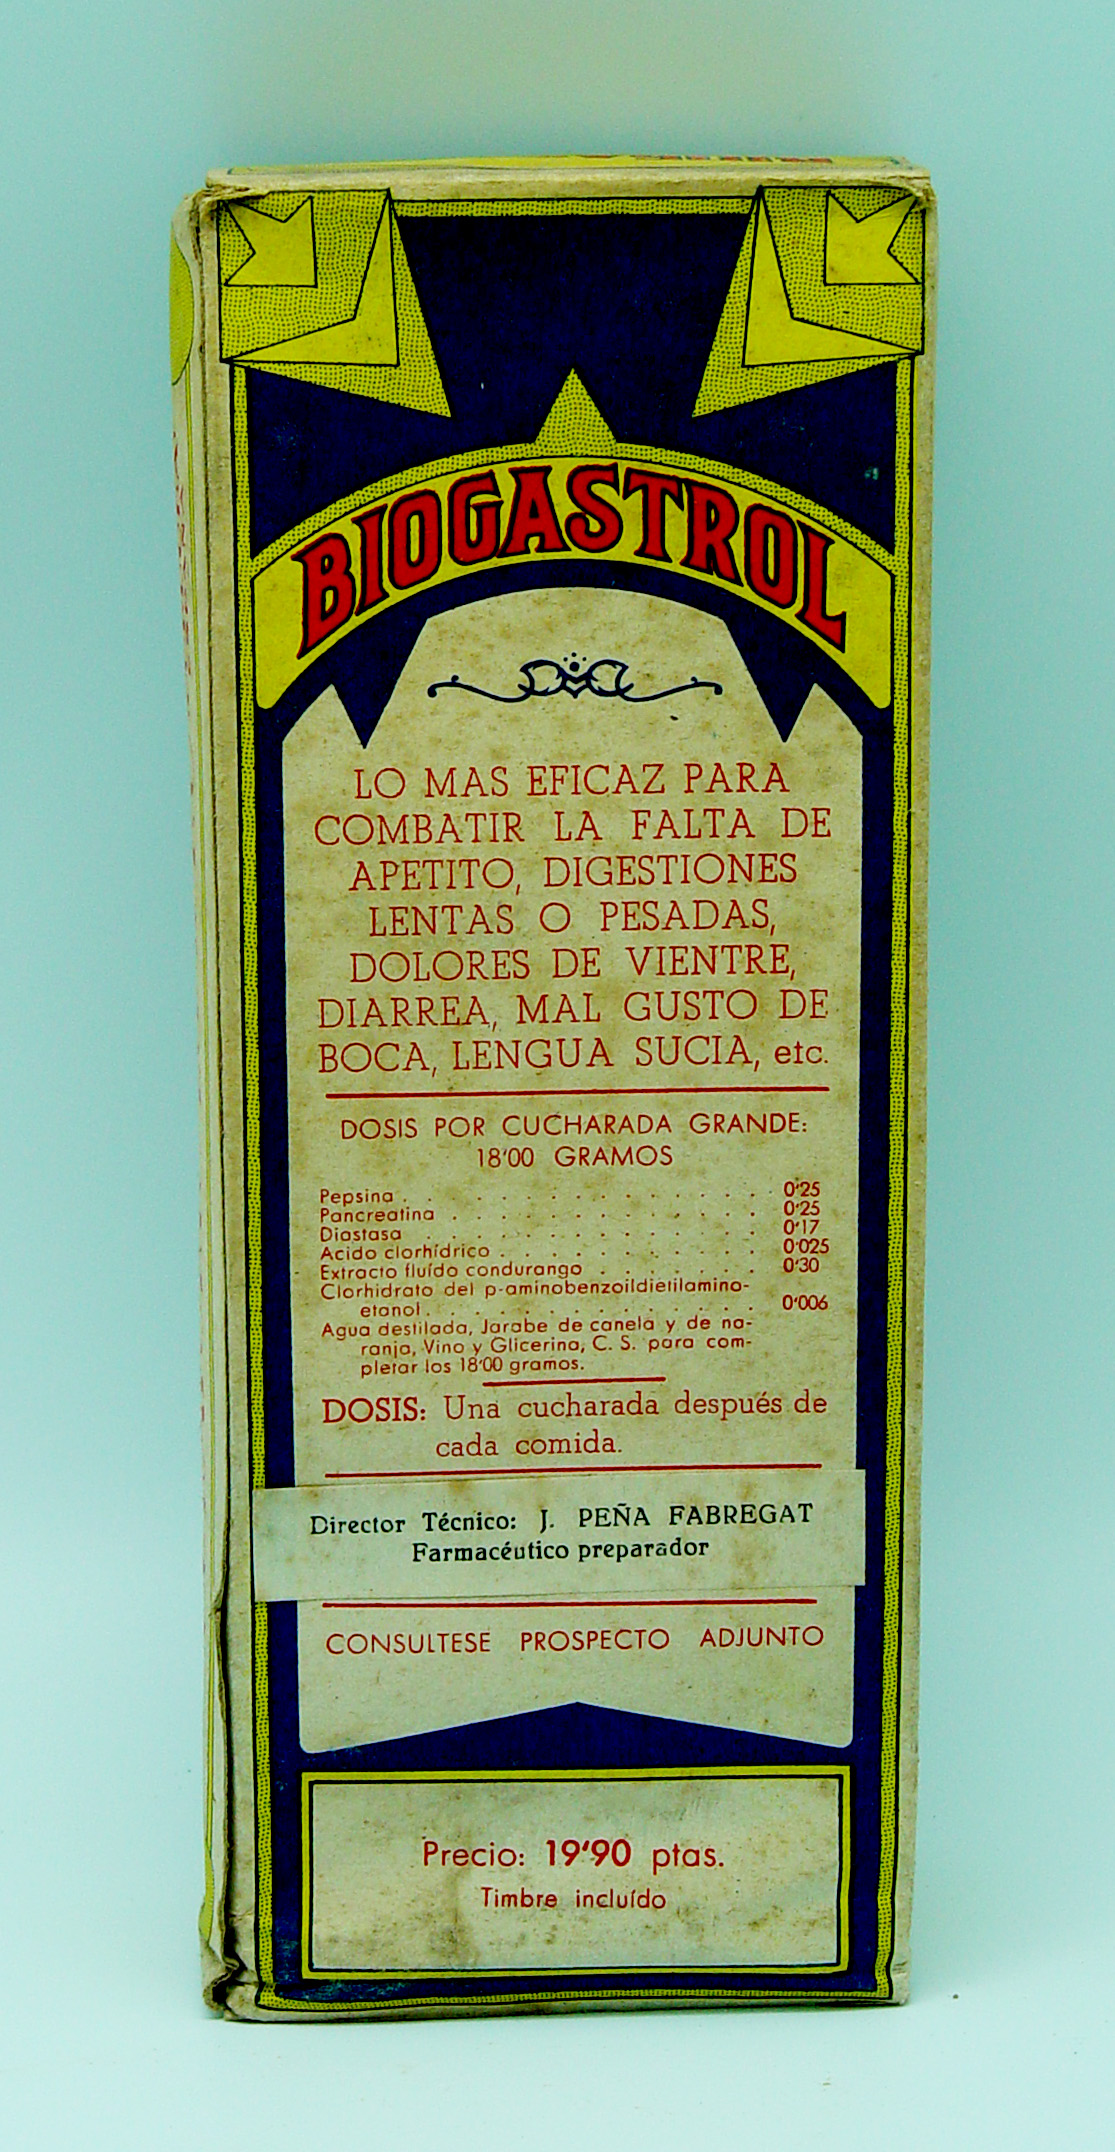 BIOGASTROL
LO MAS EFICAZ PARA
COMBATIR LA FALTA DE
APETITO, DIGESTIONES
LENTAS O PESADAS,
DOLORES DE VIENTRE,
DIARREA, MAL GUSTO DE
BOCA, LENGUA SUCIA, etc.
DOSIS POR CUCHARADA GRANDE:
18'00 GRAMOS
Pepsina . . . . . . . . . . . . . . . 0'25
Pancreatina . . . . . . . . . . . . . 0'25
Diastasa . . . . . . . . . . . . . . 0'17
Acido clorhídrico . . . . . . . . . . 0'025
Extracto fluído condurango . . . . . . . 0'30
Clorhidrato del p-aminobenzoildietilamino-
etanol . . . . . . . . . . . . . . 0'006
Agua destilada, Jarabe de canela y de na-
ranja, Vino y Glicerina, C. S. para com-
pletar los 18'00 gramos.
DOSIS: Una cucharada después de
cada comida.
Director Técnico: J. PEÑA FABREGAT
Farmacéutico preparador
CONSULTESE PROSPECTO ADJUNTO
Precio: 19'90 ptas.
Timbre incluído